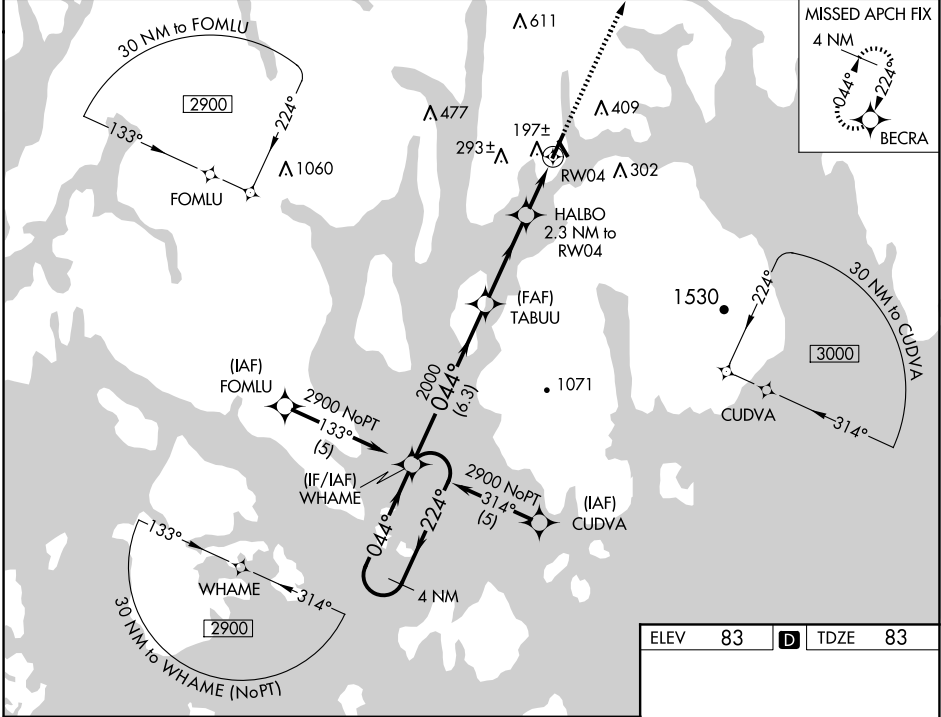 30 NM to FOMLU
2900
224°
133°
FOMLU
1060
611
477
409
197±
293±
RW04
302
MISSED APCH FIX
4 NM
044°
224°
BECRA
HALBO
2.3 NM to
RW04
(FAF)
TABUU
1530
224°
30 NM to CUDVA
3000
CUDVA
314°
1071
(IAF)
FOMLU
2900 NoPT
133°
(5)
2000
044°
(6.3)
(IF/IAF)
WHAME
2900 NoPT
314°
(5)
(IAF)
CUDVA
044°
224°
4 NM
133°
WHAME
314°
2900
30 NM to WHAME (NoPT)
ELEV 83 D TDZE 83